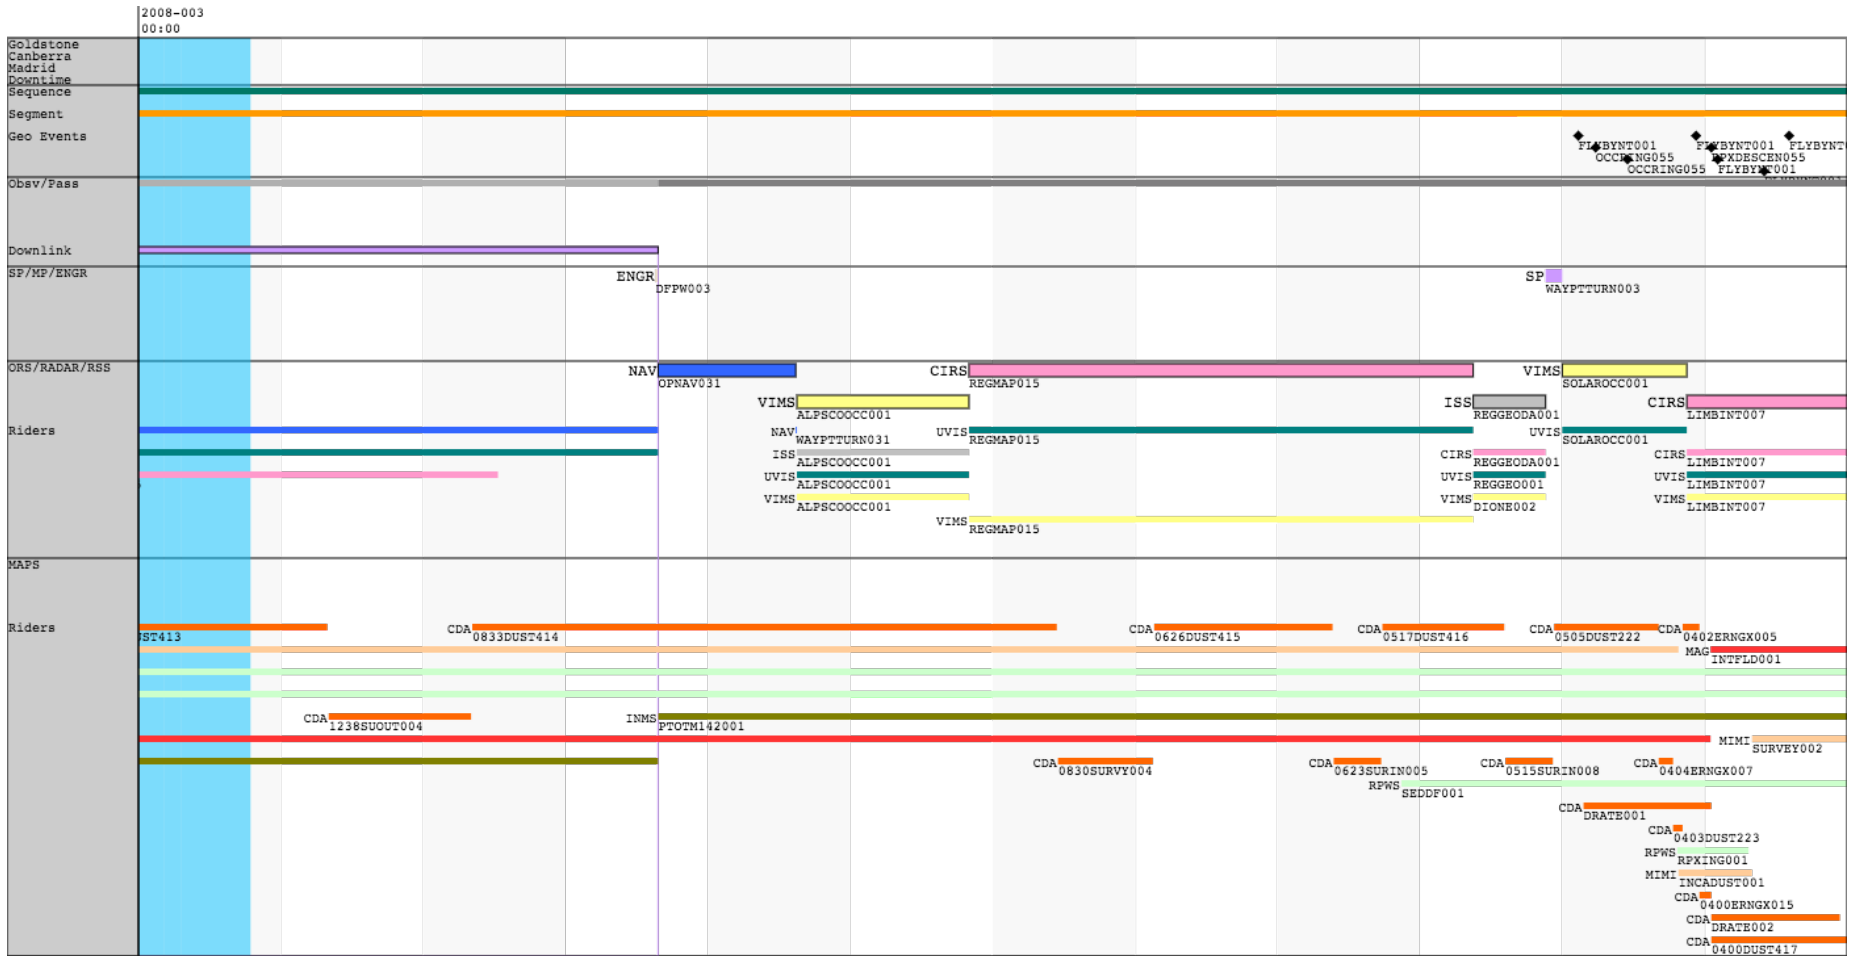 2008-003
00:00
Goldstone
Canberra
Madrid
Downtime
Sequence
Segment
Geo Events
FLYBYNT001 FLYBYNT001 FLYBYNT
OCCRING055 RPXDESCEN055
OCCRING055 FLYBYNT001
Obsv/Pass
Downlink
SP/MP/ENGR ENGR SP
DFPW003 WAYPTTURN003
ORS/RADAR/RSS NAV CIRS VIMS
OPNAV031 REGMAP015 SOLAROCC001
VIMS ISS CIRS
ALPSCOOCC001 REGGEODA001 LIMBINT007
Riders NAV UVIS UVIS
WAYPTTURN031 REGMAP015 SOLAROCC001
ISS CIRS CIRS
ALPSCOOCC001 REGGEODA001 LIMBINT007
UVIS UVIS UVIS
ALPSCOOCC001 REGGEO001 LIMBINT007
VIMS VIMS VIMS
ALPSCOOCC001 DIONE002 LIMBINT007
VIMS
REGMAP015
MAPS
Riders CDA CDA CDA CDA CDA
UST413 0833DUST414 0626DUST415 0517DUST416 0505DUST222 0402ERNGX005
MAG
INTFLD001
CDA INMS
1238SUOUT004 PTOTM142001
MIMI
SURVEY002
CDA CDA CDA CDA
0830SURVY004 0623SURIN005 0515SURIN008 0404ERNGX007
RPWS
SEDDF001
CDA
DRATE001
CDA
0403DUST223
RPWS
RPXING001
MIMI
INCADUST001
CDA
0400ERNGX015
CDA
DRATE002
CDA
0400DUST417